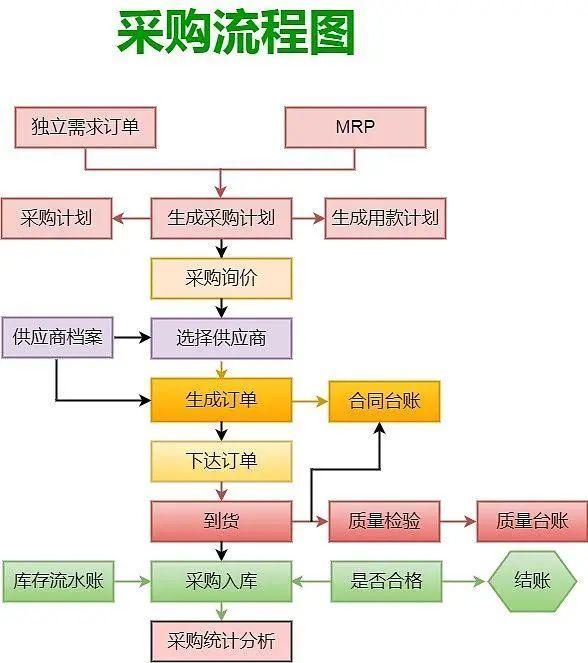 采购流程图
独立需求订单
MRP
采购计划
生成采购计划
生成用款计划
采购询价
供应商档案
选择供应商
生成订单
合同台账
下达订单
到货
质量检验
质量台账
库存流水账
采购入库
是否合格
结账
采购统计分析